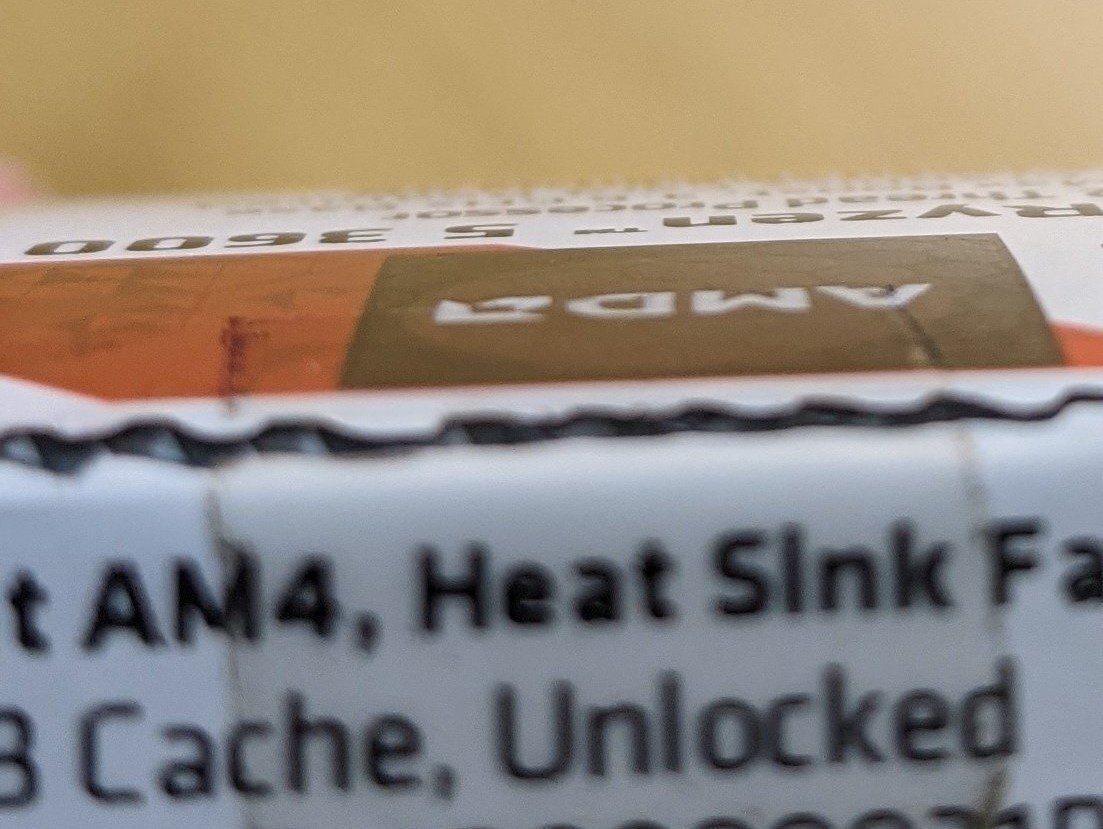 Thread Processor
Ryzen™ 5 3600
AMD
t AM4, Heat SInk Fa
B Cache, Unlocked